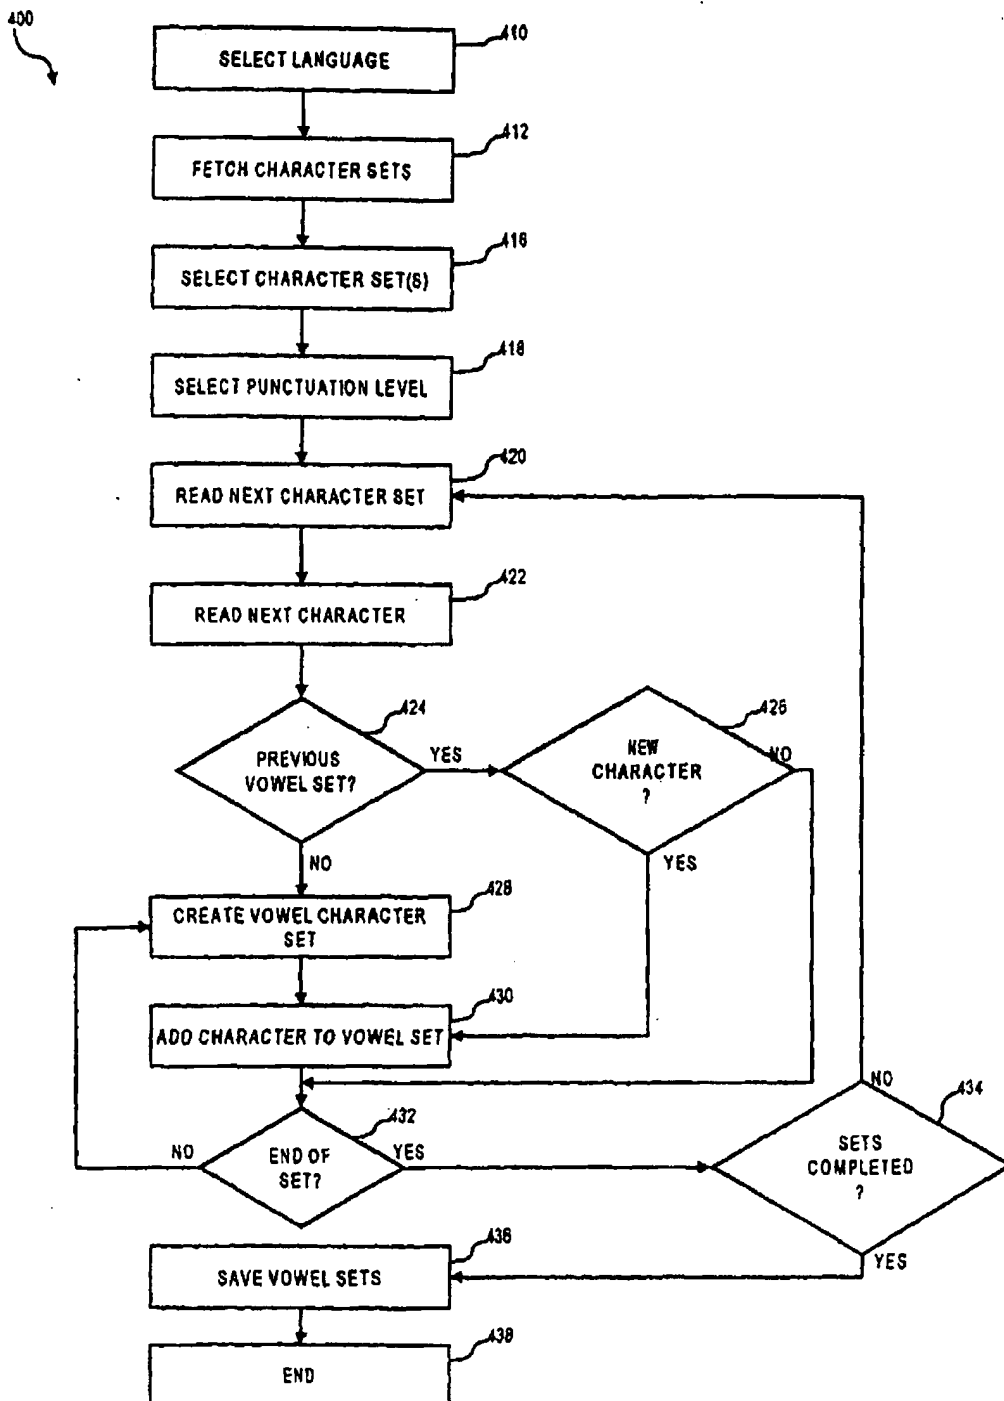 400
410
SELECT LANGUAGE
412
FETCH CHARACTER SETS
416
SELECT CHARACTER SET(S)
418
SELECT PUNCTUATION LEVEL
420
READ NEXT CHARACTER SET
422
READ NEXT CHARACTER
424
PREVIOUS
VOWEL SET?
YES
NO
426
NEW
CHARACTER
?
NO
YES
428
CREATE VOWEL CHARACTER
SET
430
ADD CHARACTER TO VOWEL SET
432
END OF
SET?
NO
YES
434
SETS
COMPLETED
?
NO
YES
436
SAVE VOWEL SETS
438
END